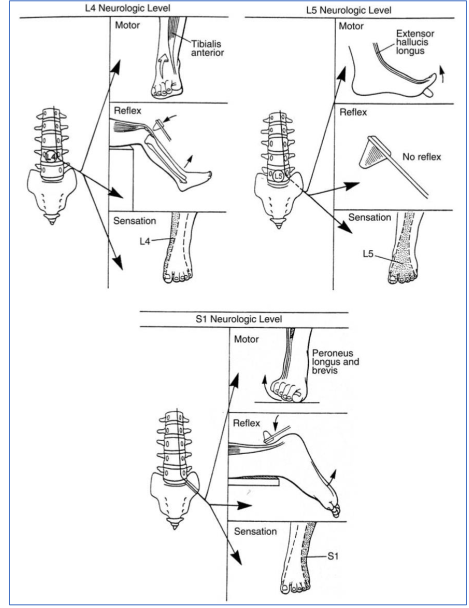 L4 Neurologic Level
Motor
Tibialis
anterior
Reflex
L4
Sensation
L4
L5 Neurologic Level
Motor
Extensor
hallucis
longus
Reflex
L5
No reflex
Sensation
L5
S1 Neurologic Level
Motor
Peroneus
longus and
brevis
Reflex
Sensation
S1